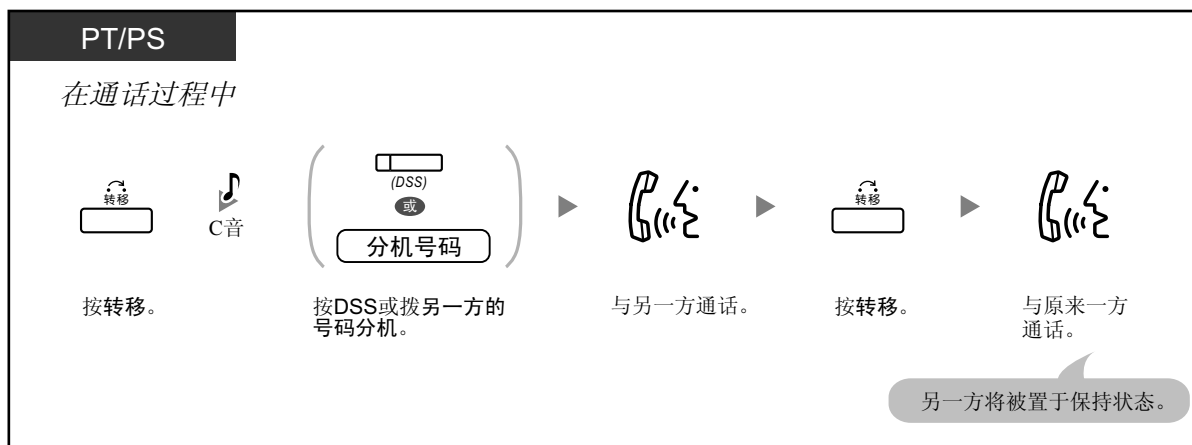 PT/PS
在通话过程中
转移
C音
(DSS)
或
分机号码
转移
按转移。
按DSS或拨另一方的
号码分机。
与另一方通话。
按转移。
与原来一方
通话。
另一方将被置于保持状态。